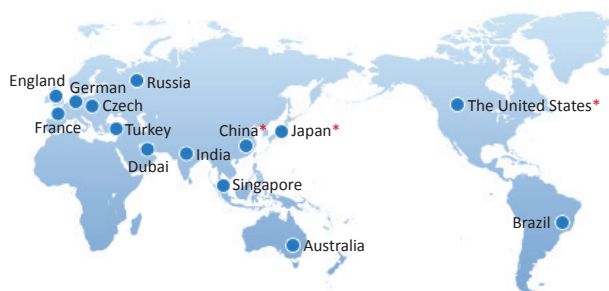 Russia
England
German
Czech
The United States*
France
Turkey
China*
Japan*
Dubai
India
Singapore
Brazil
Australia